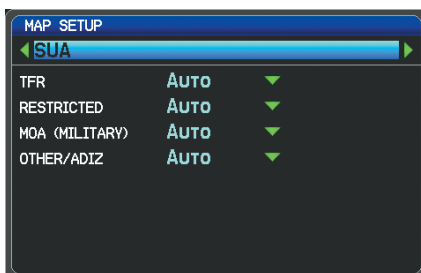 MAP SETUP
SUA
TFR AUTO
RESTRICTED AUTO
MOA (MILITARY) AUTO
OTHER/ADIZ AUTO